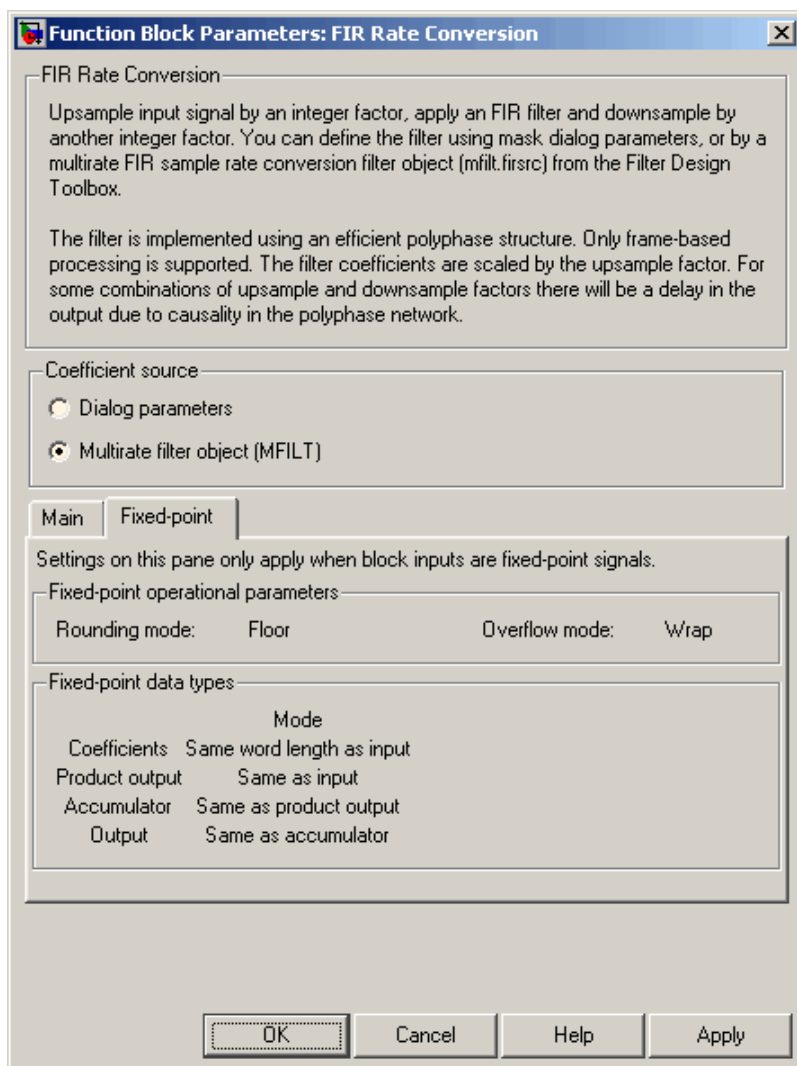 Function Block Parameters: FIR Rate Conversion
FIR Rate Conversion
Upsample input signal by an integer factor, apply an FIR filter and downsample by
another integer factor. You can define the filter using mask dialog parameters, or by a
multirate FIR sample rate conversion filter object (mfilt.firsrc) from the Filter Design
Toolbox.
The filter is implemented using an efficient polyphase structure. Only frame-based
processing is supported. The filter coefficients are scaled by the upsample factor. For
some combinations of upsample and downsample factors there will be a delay in the
output due to causality in the polyphase network.
Coefficient source
Dialog parameters
Multirate filter object (MFILT)
Main Fixed-point
Settings on this pane only apply when block inputs are fixed-point signals.
Fixed-point operational parameters
Rounding mode: Floor Overflow mode: Wrap
Fixed-point data types
Mode
Coefficients Same word length as input
Product output Same as input
Accumulator Same as product output
Output Same as accumulator
OK Cancel Help Apply